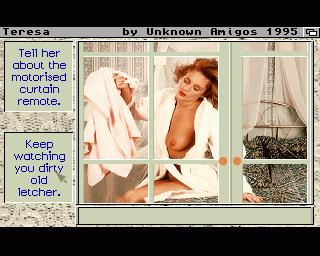 Teresa by Unknown Amigos 1995
Tell her
about the
motorised
curtain
remote.
Keep
watching
you dirty
old
letcher.